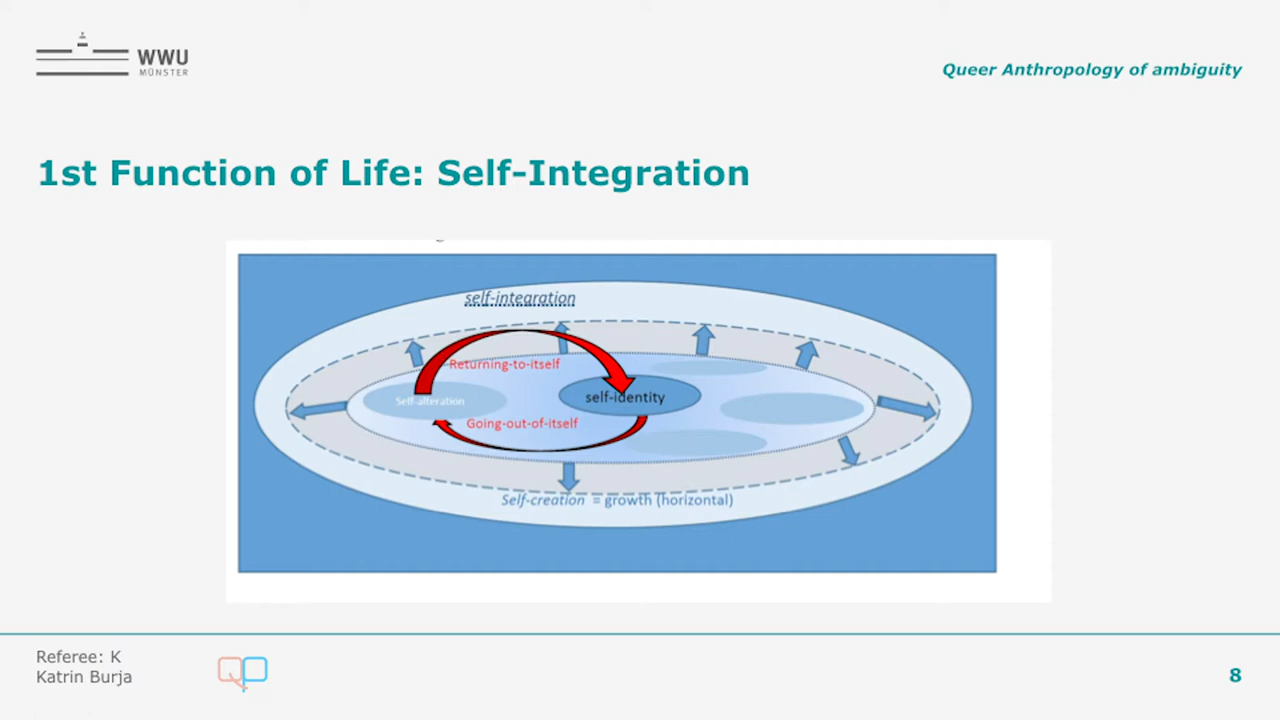 WWU
MÜNSTER
Queer Anthropology of ambiguity
1st Function of Life: Self-Integration
self-integration
Returning-to-itself
Self-alteration
self-identity
Going-out-of-itself
Self-creation = growth (horizontal)
Referee: K
Katrin Burja
QP
8